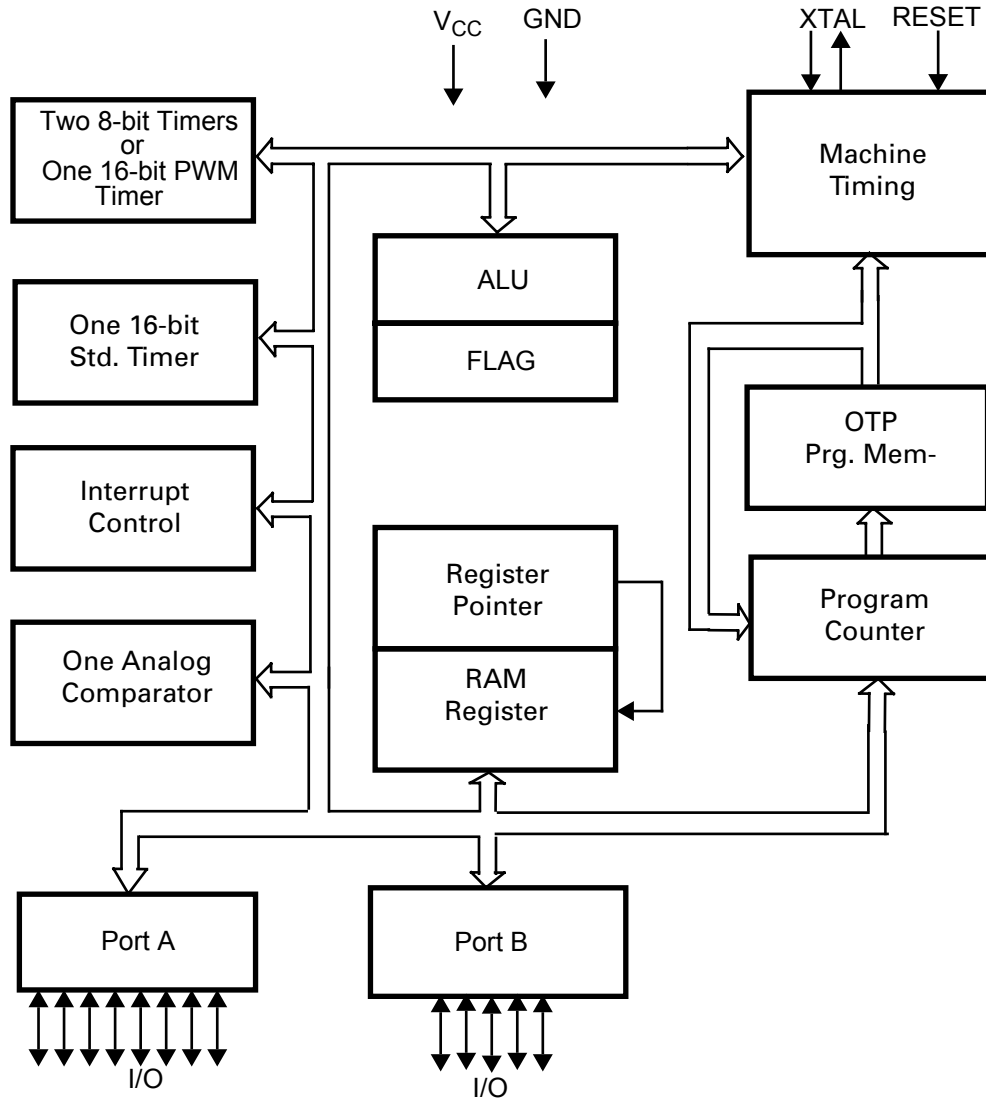 V_CC
GND
XTAL
RESET
Two 8-bit Timers
or
One 16-bit PWM
Timer
Machine
Timing
ALU
FLAG
One 16-bit
Std. Timer
OTP
Prg. Mem-
Interrupt
Control
Register
Pointer
Program
Counter
One Analog
Comparator
RAM
Register
Port A
Port B
I/O
I/O